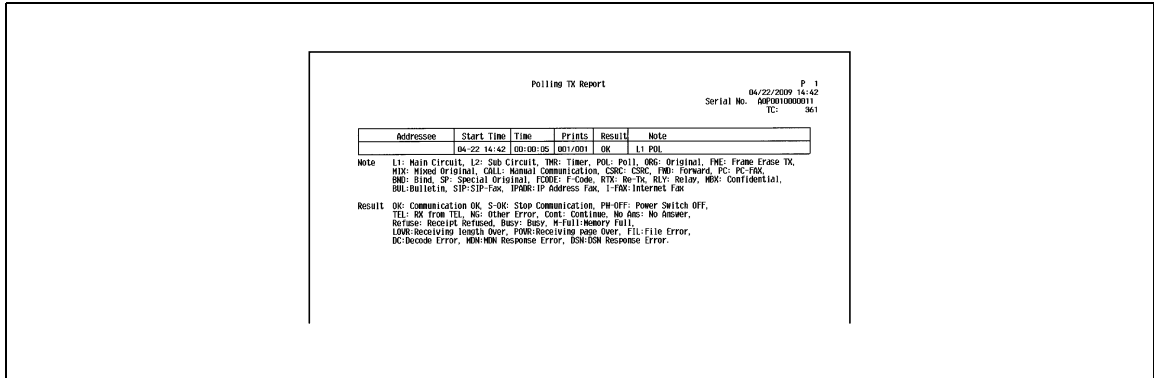 Polling TX Report
P 1
04/22/2009 14:42
Serial No. A0P0010000011
TC: 361
Addressee Start Time Time Prints Result Note
04-22 14:42 00:00:05 001/001 OK L1 POL
Note L1: Main Circuit, L2: Sub Circuit, TMR: Timer, POL: Poll, ORG: Original, FME: Frame Erase TX,
MIX: Mixed Original, CALL: Manual Communication, CSRC: CSRC, FWD: Forward, PC: PC-FAX,
BND: Bind, SP: Special Original, FCODE: F-Code, RTX: Re-Tx, RLY: Relay, MBX: Confidential,
BUL:Bulletin, SIP:SIP-Fax, IPADR:IP Address Fax, I-FAX:Internet Fax
Result OK: Communication OK, S-OK: Stop Communication, PW-OFF: Power Switch OFF,
TEL: RX from TEL, NG: Other Error, Cont: Continue, No Ans: No Answer,
Refuse: Receipt Refused, Busy: Busy, M-Full:Memory Full,
LOVR:Receiving length Over, POVR:Receiving page Over, FIL:File Error,
DC:Decode Error, MDN:MDN Response Error, DSN:DSN Response Error.